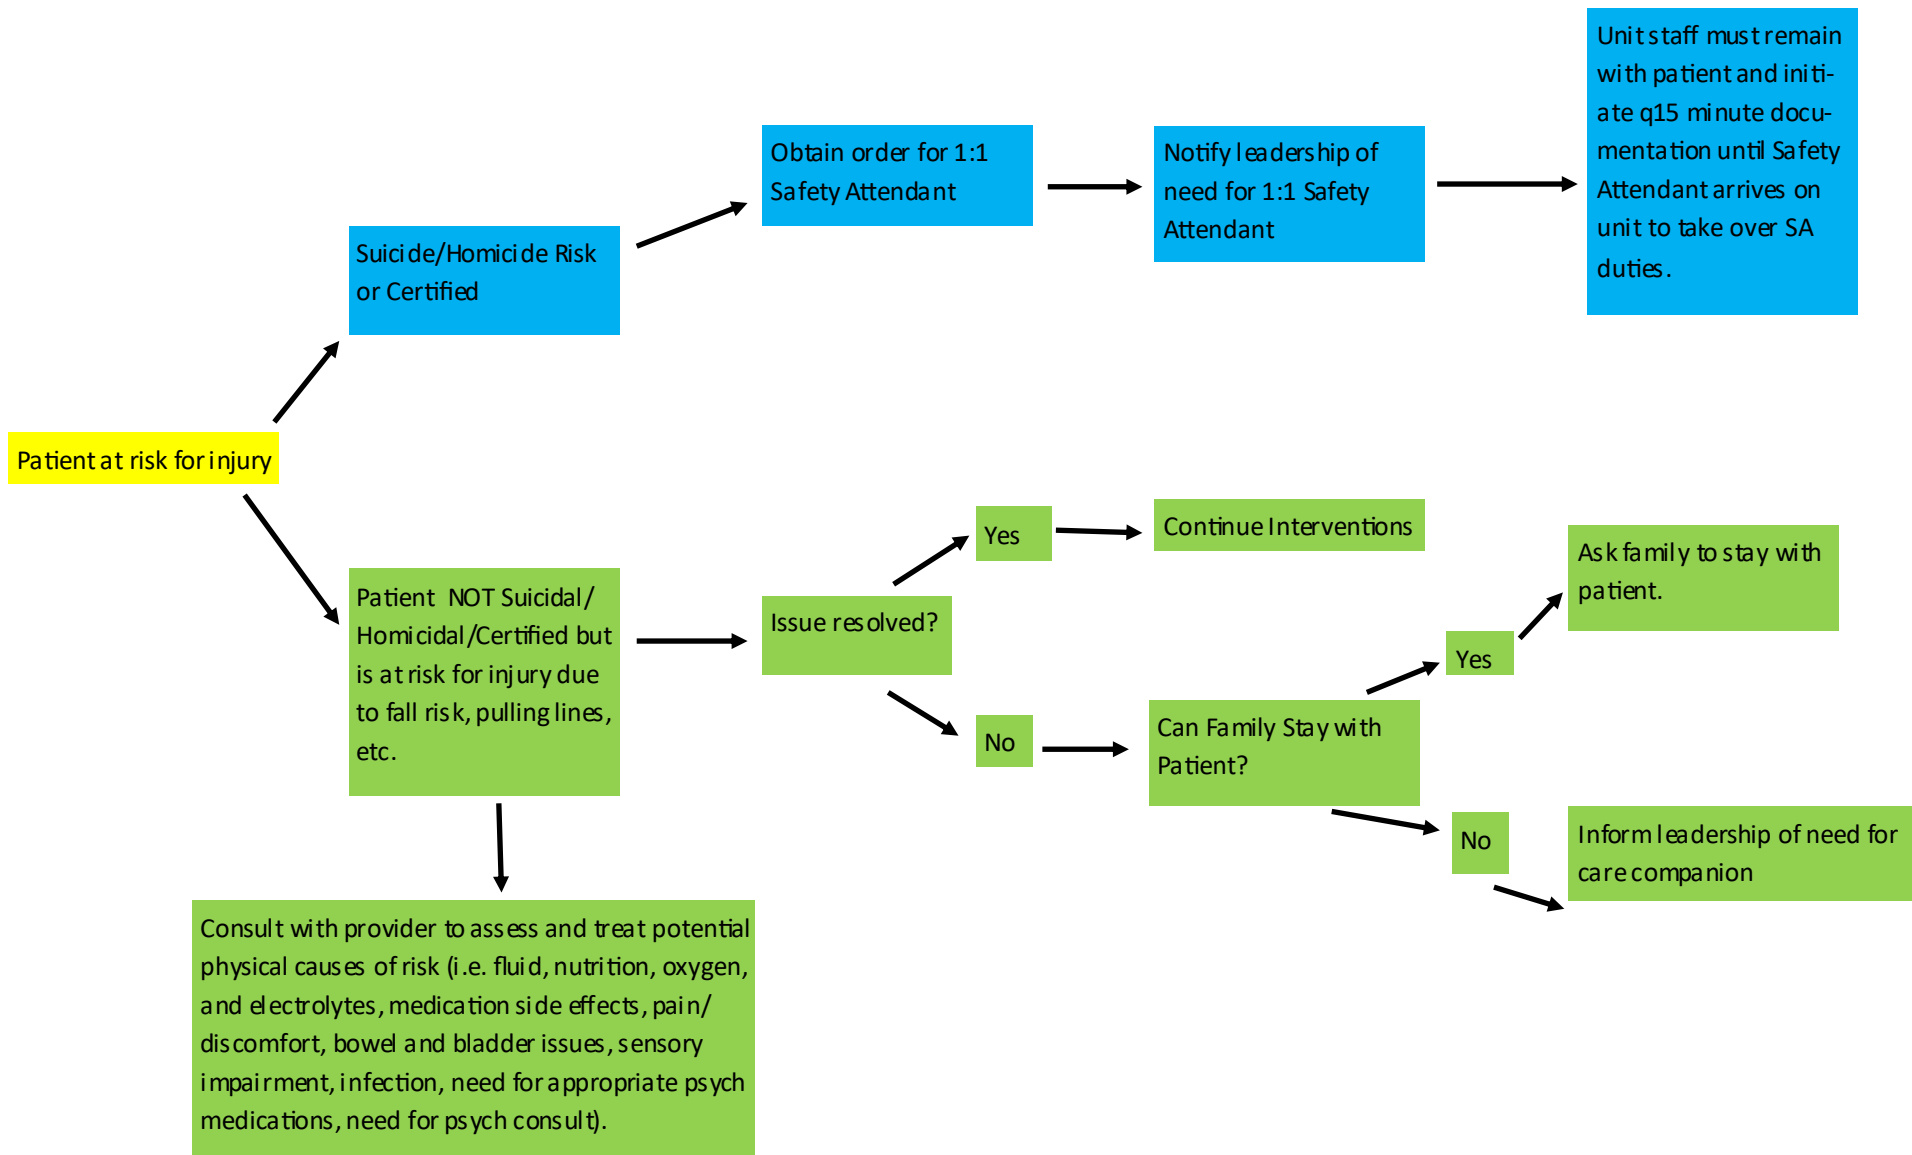 Unit staff must remain
with patient and initi-
ate q15 minute docu-
mentation until Safety
Attendant arrives on
unit to take over SA
duties.
Obtain order for 1:1
Safety Attendant
Notify leadership of
need for 1:1 Safety
Attendant
Suicide/Homicide Risk
or Certified
Patient at risk for injury
Patient NOT Suicidal/
Homicidal/Certified but
is at risk for injury due
to fall risk, pulling lines,
etc.
Issue resolved?
Yes
Continue Interventions
No
Can Family Stay with
Patient?
Yes
Ask family to stay with
patient.
No
Inform leadership of need for
care companion
Consult with provider to assess and treat potential
physical causes of risk (i.e. fluid, nutrition, oxygen,
and electrolytes, medication side effects, pain/
discomfort, bowel and bladder issues, sensory
impairment, infection, need for appropriate psych
medications, need for psych consult).